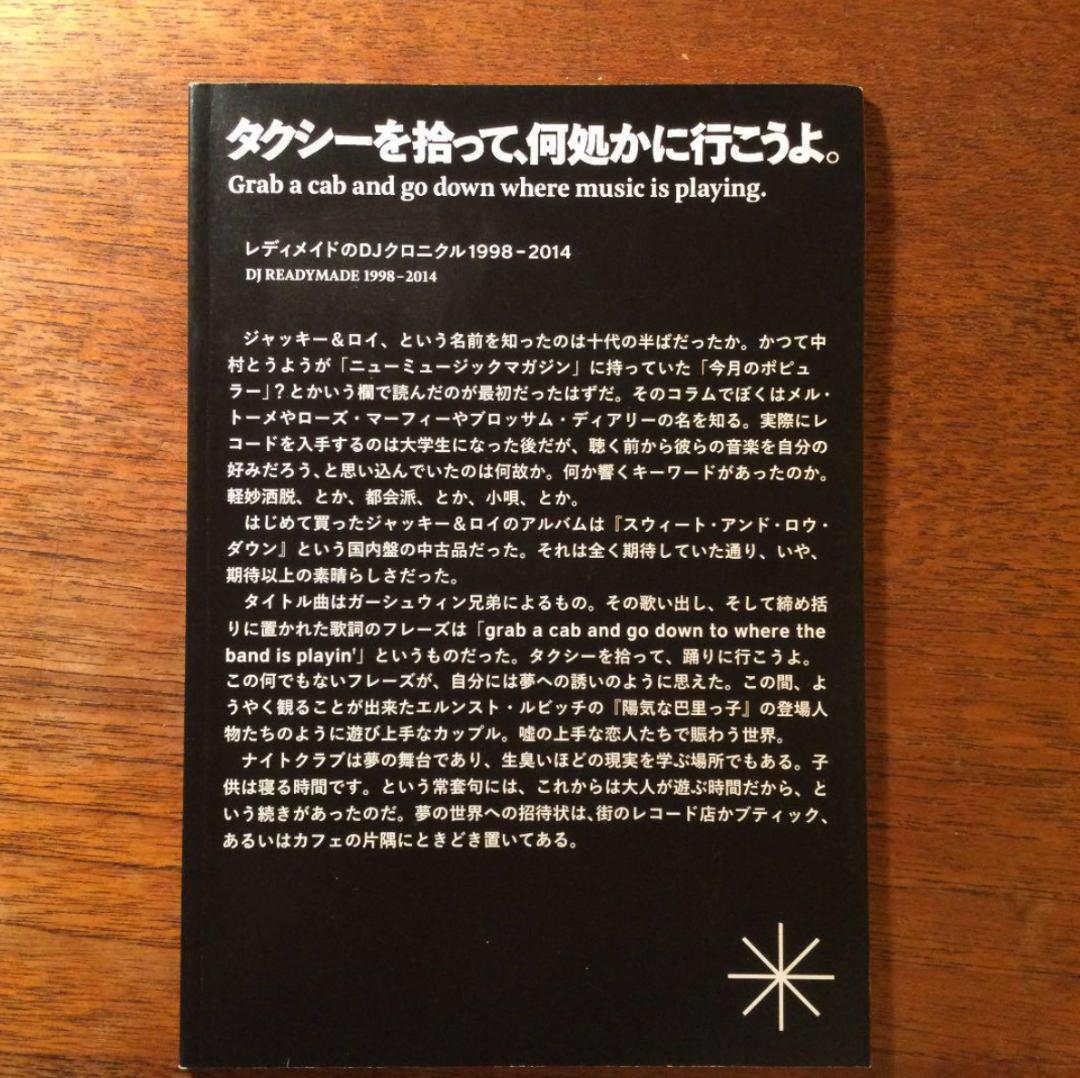 タクシーを拾って、何処かに行こうよ。
Grab a cab and go down where music is playing.
レディメイドのDJクロニクル1998–2014
DJ READYMADE 1998–2014
ジャッキー＆ロイ、という名前を知ったのは十代の半ばだったか。かつて中
村とうようが「ニューミュージックマガジン」に持っていた「今月のポピュ
ラー」？とかいう欄で読んだのが最初だったはずだ。そのコラムでぼくはメル・
トーメやローズ・マーフィーやブロッサム・ディアリーの名を知る。実際にレ
コードを入手するのは大学生になった後だが、聴く前から彼らの音楽を自分の
好みだろう、と思い込んでいたのは何故か。何か響くキーワードがあったのか。
軽妙洒脱、とか、都会派、とか、小唄、とか。
はじめて買ったジャッキー＆ロイのアルバムは『スウィート・アンド・ロウ・
ダウン』という国内盤の中古品だった。それは全く期待していた通り、いや、
期待以上の素晴らしさだった。
タイトル曲はガーシュウィン兄弟によるもの。その歌い出し、そして締め括
りに置かれた歌詞のフレーズは「grab a cab and go down to where the
band is playin'」というものだった。タクシーを拾って、踊りに行こうよ。
この何でもないフレーズが、自分には夢への誘いのように思えた。この間、よ
うやく観ることが出来たエルンスト・ルビッチの『陽気な巴里っ子』の登場人
物たちのように遊び上手なカップル。嘘の上手な恋人たちで賑わう世界。
ナイトクラブは夢の舞台であり、生臭いほどの現実を学ぶ場所でもある。子
供は寝る時間です。という常套句には、これからは大人が遊ぶ時間だから、と
いう続きがあったのだ。夢の世界への招待状は、街のレコード店かブティック、
あるいはカフェの片隅にときどき置いてある。